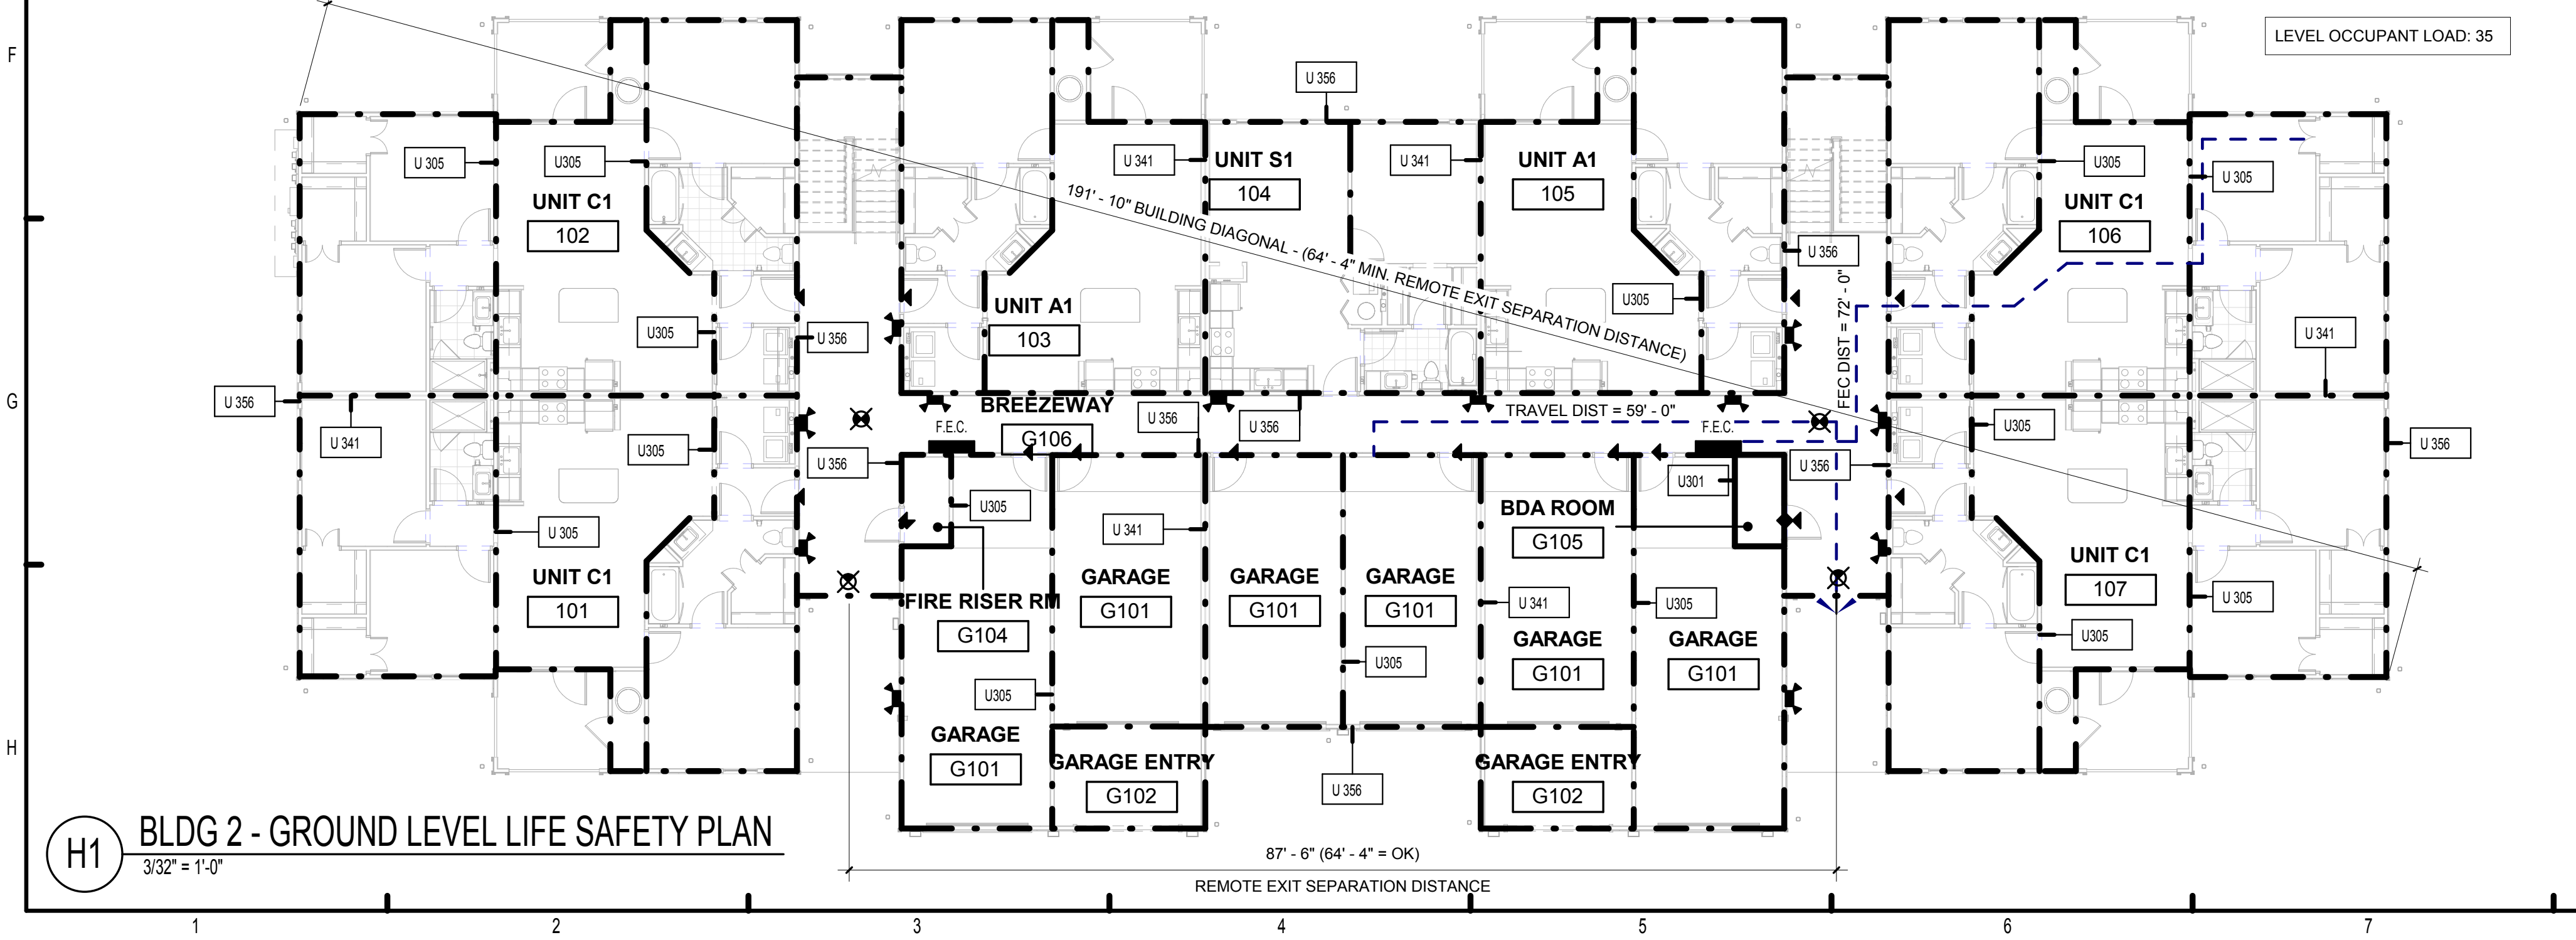 F
LEVEL OCCUPANT LOAD: 35
U 356
U 305
U305
U 341
UNIT S1
104
U 341
UNIT A1
105
U305
U 305
UNIT C1
102
191' - 10" BUILDING DIAGONAL - (64' - 4" MIN. REMOTE EXIT SEPARATION DISTANCE)
UNIT C1
106
U 356
FEC DIST = 72' - 0"
U305
UNIT A1
103
U305
U 356
U 341
G
U 356
U 341
BREEZEWAY
G106
F.E.C.
U 356
U 356
TRAVEL DIST = 59' - 0"
F.E.C.
U305
U 356
U305
U 356
U 356
U301
U 305
U305
U 341
BDA ROOM
G105
UNIT C1
101
FIRE RISER RM
G104
GARAGE
G101
GARAGE
G101
GARAGE
G101
U 341
U305
UNIT C1
107
U 305
U305
GARAGE
G101
GARAGE
G101
U305
U305
H
GARAGE
G101
GARAGE ENTRY
G102
U 356
GARAGE ENTRY
G102
H1
BLDG 2 - GROUND LEVEL LIFE SAFETY PLAN
3/32" = 1'-0"
87' - 6" (64' - 4" = OK)
REMOTE EXIT SEPARATION DISTANCE
1
2
3
4
5
6
7